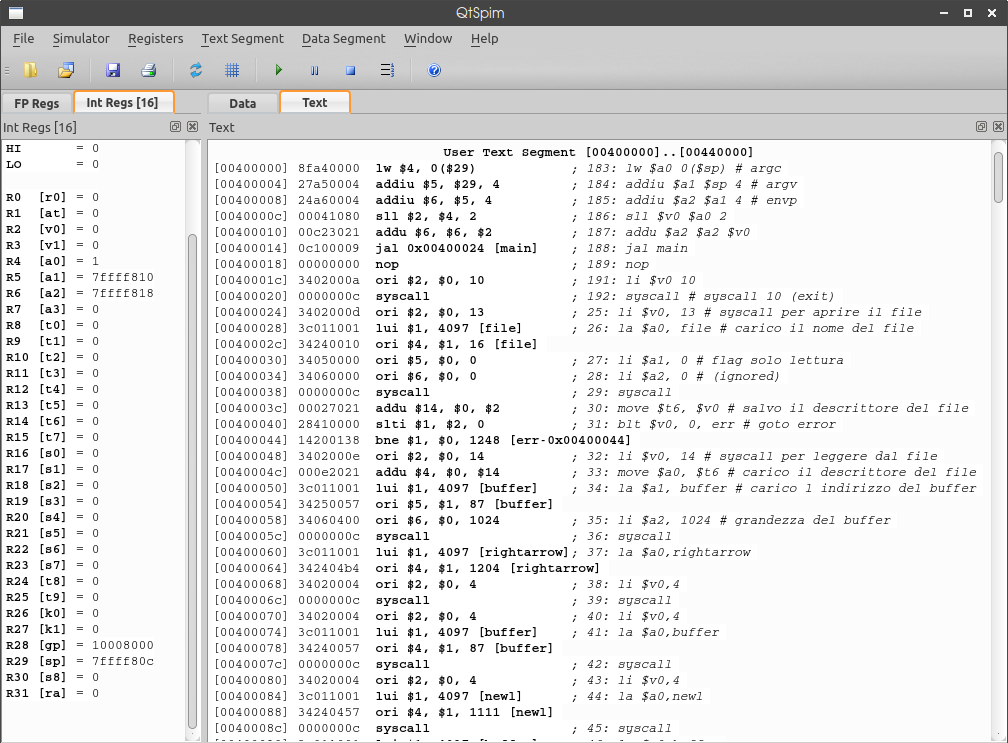 QtSpim
File Simulator Registers Text Segment Data Segment Window Help
FP Regs Int Regs [16] Data Text
Int Regs [16]
HI = 0
LO = 0
R0 [r0] = 0
R1 [at] = 0
R2 [v0] = 0
R3 [v1] = 0
R4 [a0] = 1
R5 [a1] = 7ffff810
R6 [a2] = 7ffff818
R7 [a3] = 0
R8 [t0] = 0
R9 [t1] = 0
R10 [t2] = 0
R11 [t3] = 0
R12 [t4] = 0
R13 [t5] = 0
R14 [t6] = 0
R15 [t7] = 0
R16 [s0] = 0
R17 [s1] = 0
R18 [s2] = 0
R19 [s3] = 0
R20 [s4] = 0
R21 [s5] = 0
R22 [s6] = 0
R23 [s7] = 0
R24 [t8] = 0
R25 [t9] = 0
R26 [k0] = 0
R27 [k1] = 0
R28 [gp] = 10008000
R29 [sp] = 7ffff80c
R30 [s8] = 0
R31 [ra] = 0
Text
User Text Segment [00400000]..[00440000]
[00400000] 8fa40000 lw $4, 0($29) ; 183: lw $a0 0($sp) # argc
[00400004] 27a50004 addiu $5, $29, 4 ; 184: addiu $a1 $sp 4 # argv
[00400008] 24a60004 addiu $6, $5, 4 ; 185: addiu $a2 $a1 4 # envp
[0040000c] 00041080 sll $2, $4, 2 ; 186: sll $v0 $a0 2
[00400010] 00c23021 addu $6, $6, $2 ; 187: addu $a2 $a2 $v0
[00400014] 0c100009 jal 0x00400024 [main] ; 188: jal main
[00400018] 00000000 nop ; 189: nop
[0040001c] 3402000a ori $2, $0, 10 ; 191: li $v0 10
[00400020] 0000000c syscall ; 192: syscall # syscall 10 (exit)
[00400024] 3402000d ori $2, $0, 13 ; 25: li $v0, 13 # syscall per aprire il file
[00400028] 3c011001 lui $1, 4097 [file] ; 26: la $a0, file # carico il nome del file
[0040002c] 34240010 ori $4, $1, 16 [file]
[00400030] 34050000 ori $5, $0, 0 ; 27: li $a1, 0 # flag solo lettura
[00400034] 34060000 ori $6, $0, 0 ; 28: li $a2, 0 # (ignored)
[00400038] 0000000c syscall ; 29: syscall
[0040003c] 00027021 addu $14, $0, $2 ; 30: move $t6, $v0 # salvo il descrittore del file
[00400040] 28410000 slti $1, $2, 0 ; 31: blt $v0, 0, err # goto error
[00400044] 14200138 bne $1, $0, 1248 [err-0x00400044]
[00400048] 3402000e ori $2, $0, 14 ; 32: li $v0, 14 # syscall per leggere dal file
[0040004c] 000e2021 addu $4, $0, $14 ; 33: move $a0, $t6 # carico il descrittore del file
[00400050] 3c011001 lui $1, 4097 [buffer] ; 34: la $a1, buffer # carico l indirizzo del buffer
[00400054] 34250057 ori $5, $1, 87 [buffer]
[00400058] 34060400 ori $6, $0, 1024 ; 35: li $a2, 1024 # grandezza del buffer
[0040005c] 0000000c syscall ; 36: syscall
[00400060] 3c011001 lui $1, 4097 [rightarrow]; 37: la $a0,rightarrow
[00400064] 342404b4 ori $4, $1, 1204 [rightarrow]
[00400068] 34020004 ori $2, $0, 4 ; 38: li $v0,4
[0040006c] 0000000c syscall ; 39: syscall
[00400070] 34020004 ori $2, $0, 4 ; 40: li $v0,4
[00400074] 3c011001 lui $1, 4097 [buffer] ; 41: la $a0,buffer
[00400078] 34240057 ori $4, $1, 87 [buffer]
[0040007c] 0000000c syscall ; 42: syscall
[00400080] 34020004 ori $2, $0, 4 ; 43: li $v0,4
[00400084] 3c011001 lui $1, 4097 [newl] ; 44: la $a0,newl
[00400088] 34240457 ori $4, $1, 1111 [newl]
[0040008c] 0000000c syscall ; 45: syscall